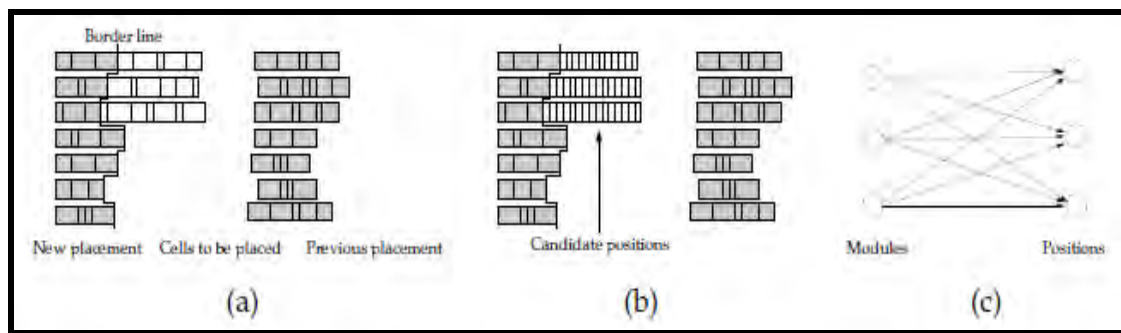 Border line
New placement Cells to be placed Previous placement
(a)
Candidate positions
(b)
Modules Positions
(c)